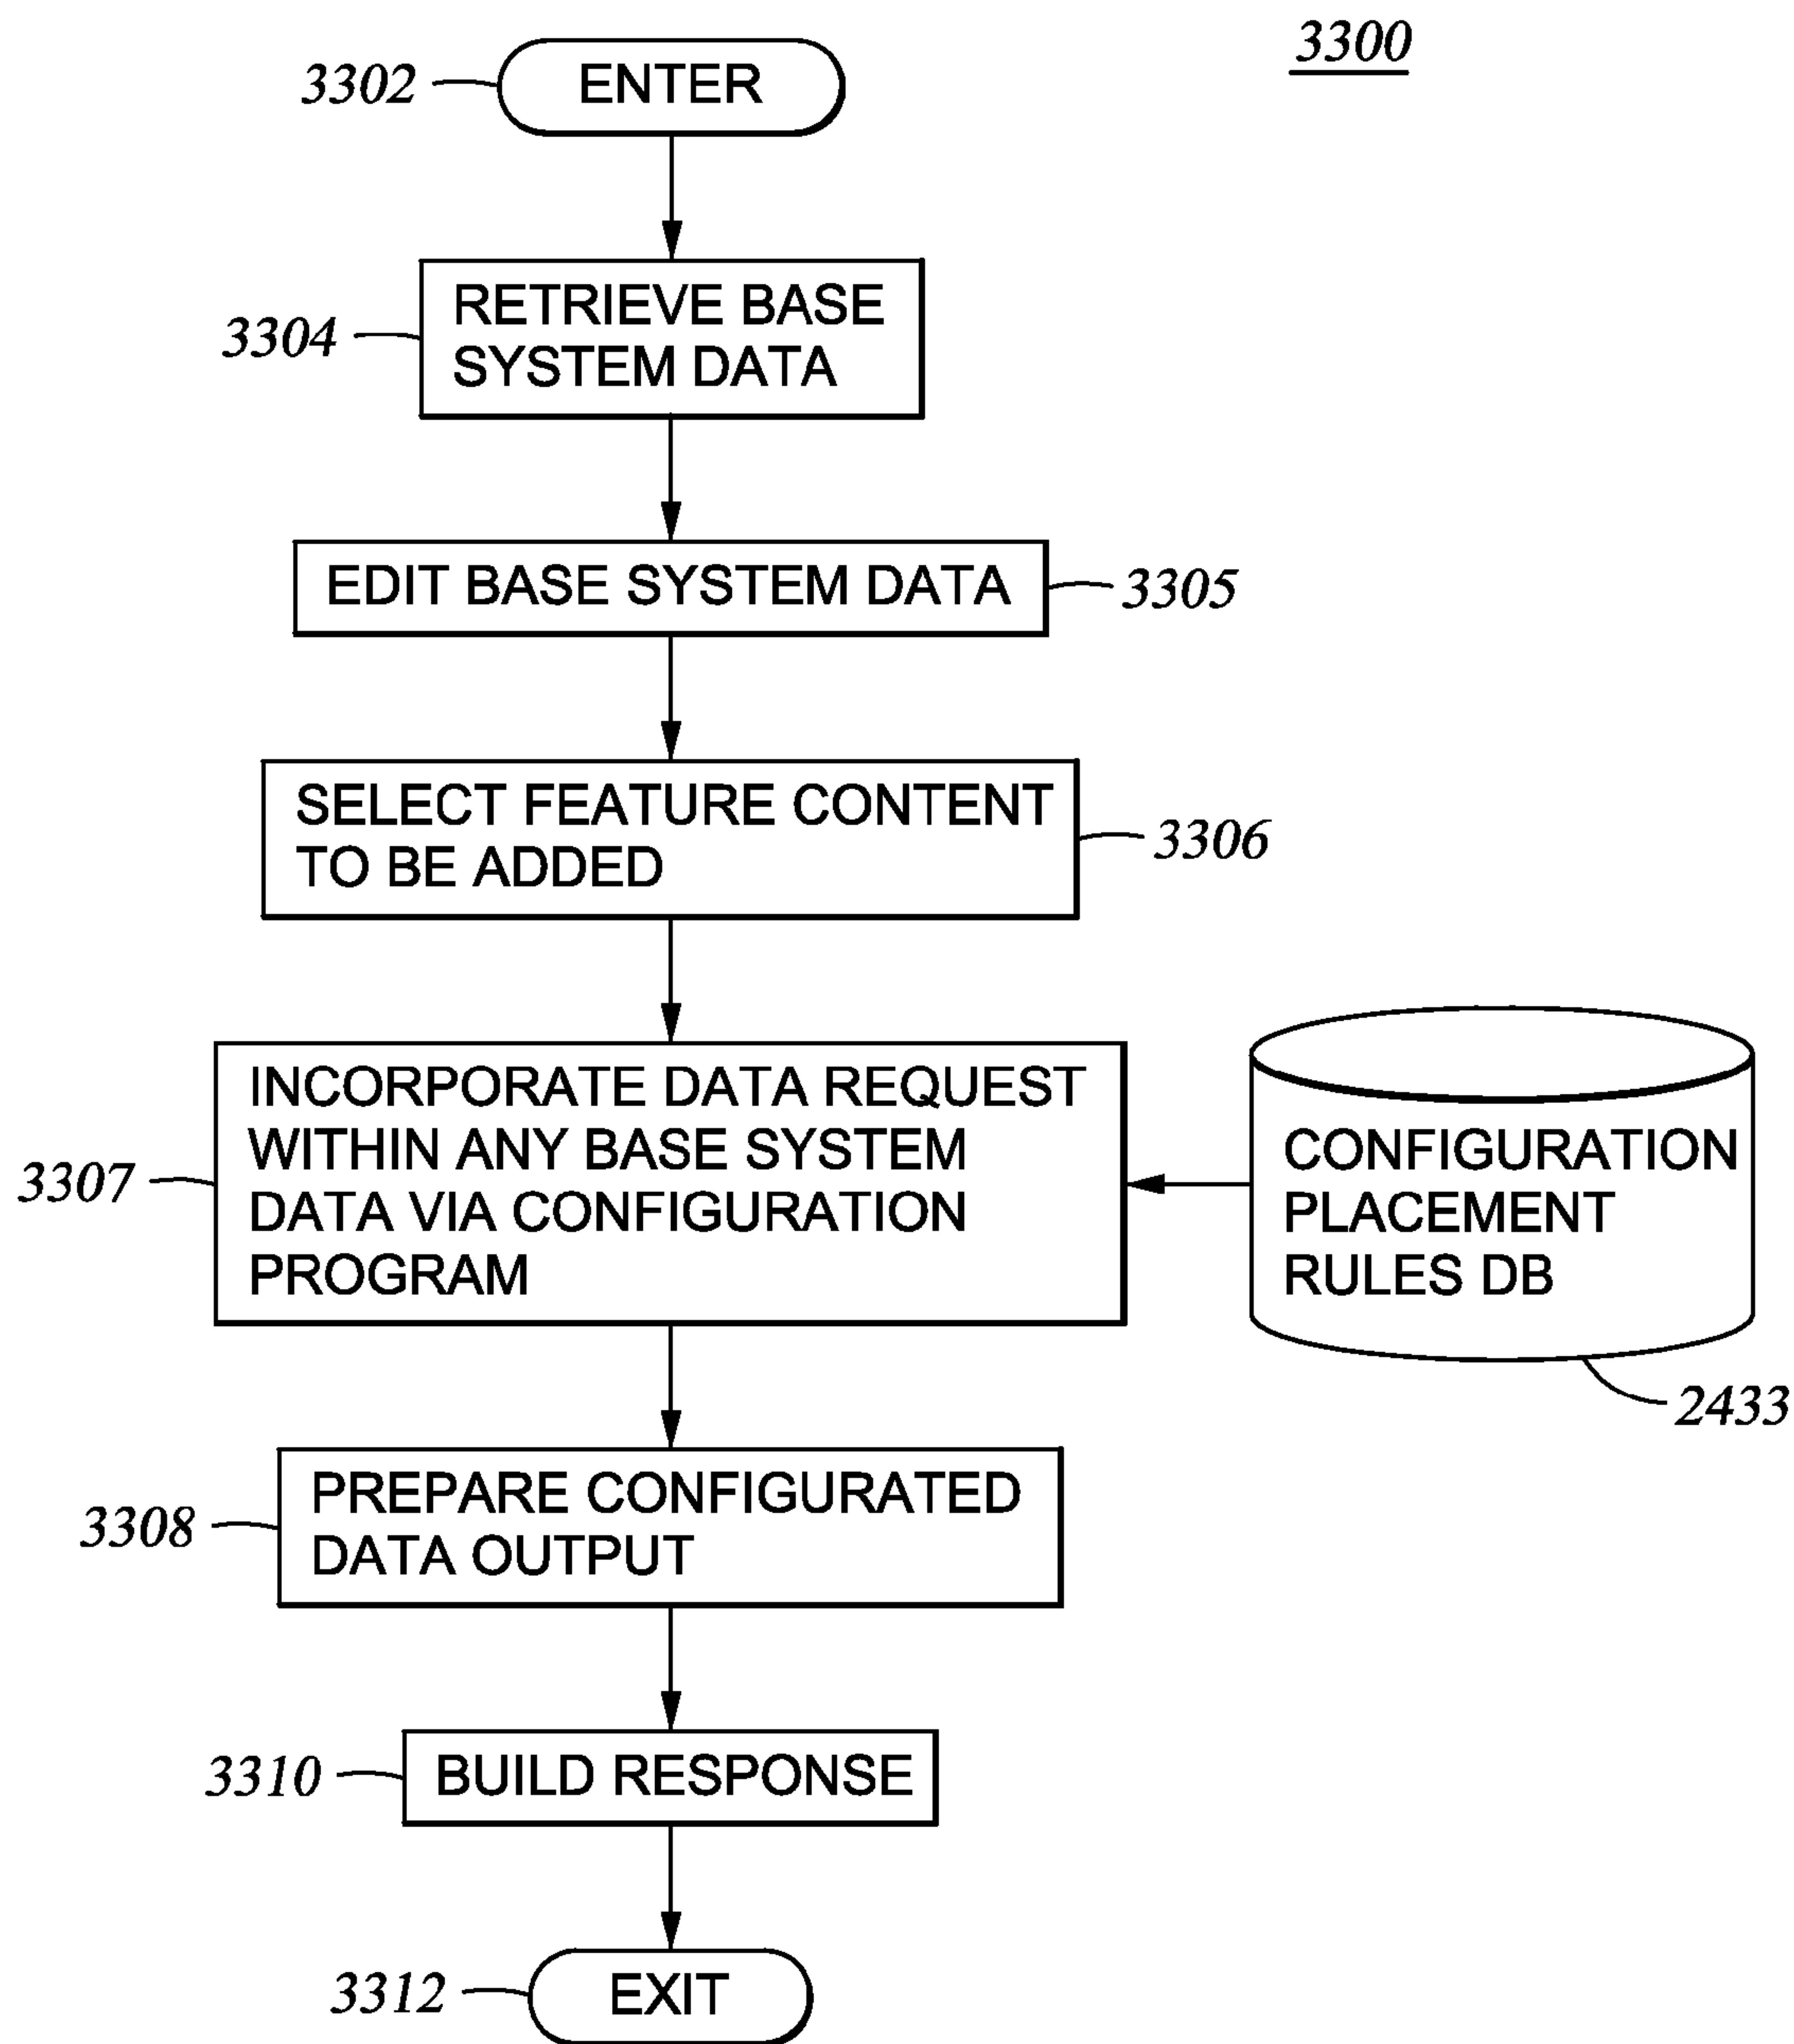 3300
3302
ENTER
3304
RETRIEVE BASE
SYSTEM DATA
EDIT BASE SYSTEM DATA
3305
SELECT FEATURE CONTENT
TO BE ADDED
3306
3307
INCORPORATE DATA REQUEST
WITHIN ANY BASE SYSTEM
DATA VIA CONFIGURATION
PROGRAM
CONFIGURATION
PLACEMENT
RULES DB
2433
3308
PREPARE CONFIGURATED
DATA OUTPUT
3310
BUILD RESPONSE
3312
EXIT